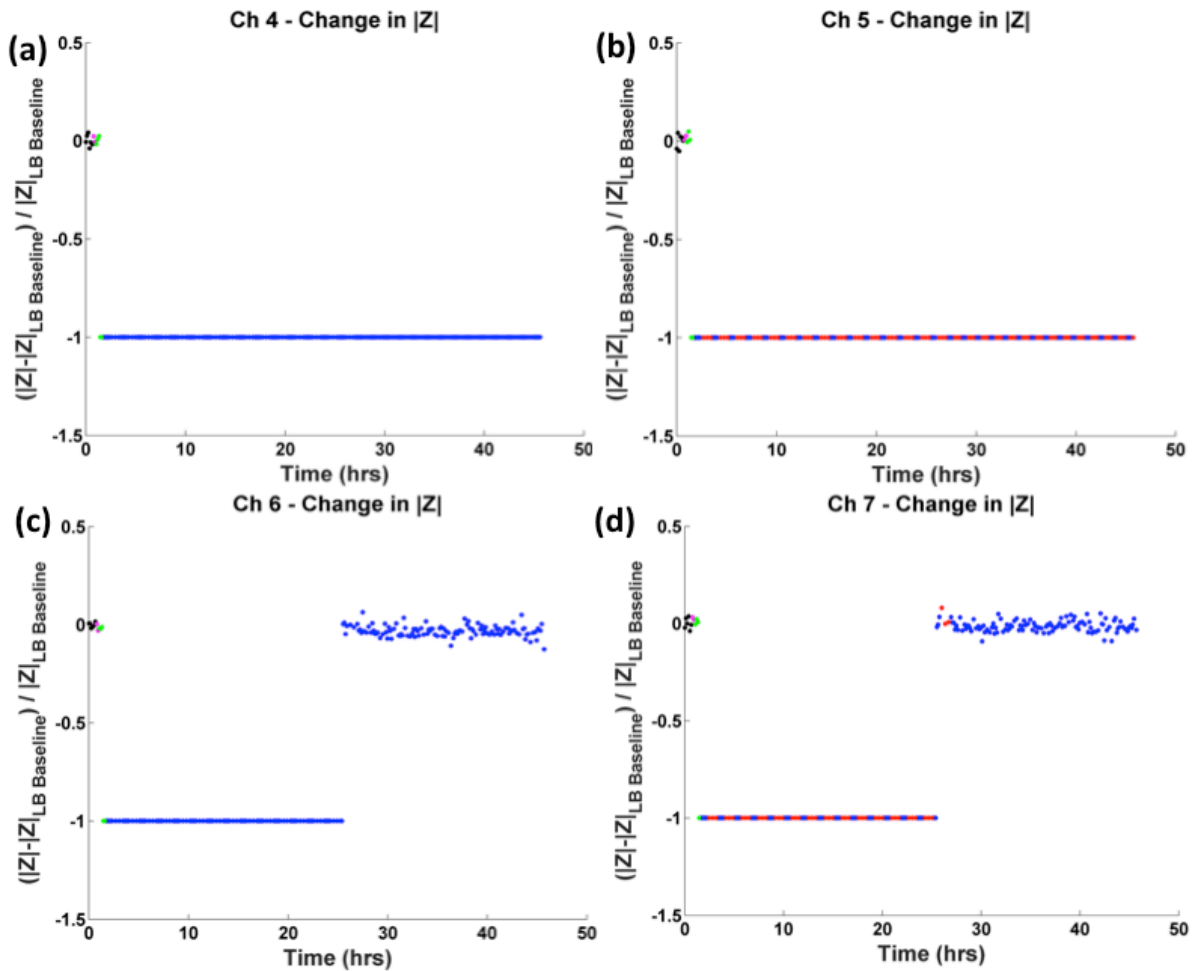 Ch 4 - Change in |Z|
(a)
0.5
0
-0.5
-1
-1.5
(|Z|-|Z|LB Baseline) / |Z|LB Baseline
0 10 20 30 40 50
Time (hrs)
Ch 5 - Change in |Z|
(b)
0.5
0
-0.5
-1
-1.5
(|Z|-|Z|LB Baseline) / |Z|LB Baseline
0 10 20 30 40 50
Time (hrs)
Ch 6 - Change in |Z|
(c)
0.5
0
-0.5
-1
-1.5
(|Z|-|Z|LB Baseline) / |Z|LB Baseline
0 10 20 30 40 50
Time (hrs)
Ch 7 - Change in |Z|
(d)
0.5
0
-0.5
-1
-1.5
(|Z|-|Z|LB Baseline) / |Z|LB Baseline
0 10 20 30 40 50
Time (hrs)